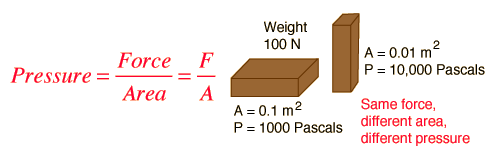 Pressure = Force/Area = F/A
Weight
100 N
A = 0.1 m²
P = 1000 Pascals
A = 0.01 m²
P = 10,000 Pascals
Same force,
different area,
different pressure